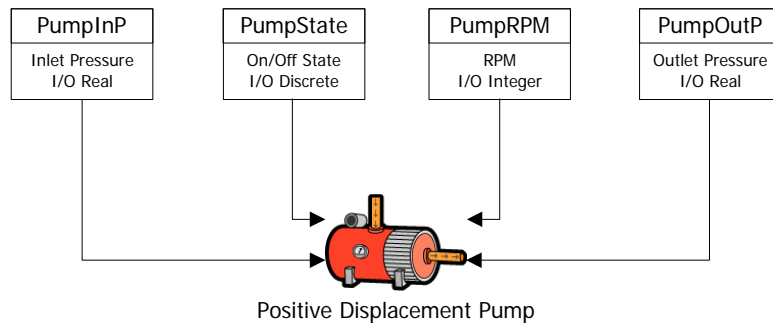 PumpInP
Inlet Pressure
I/O Real
PumpState
On/Off State
I/O Discrete
PumpRPM
RPM
I/O Integer
PumpOutP
Outlet Pressure
I/O Real
Positive Displacement Pump